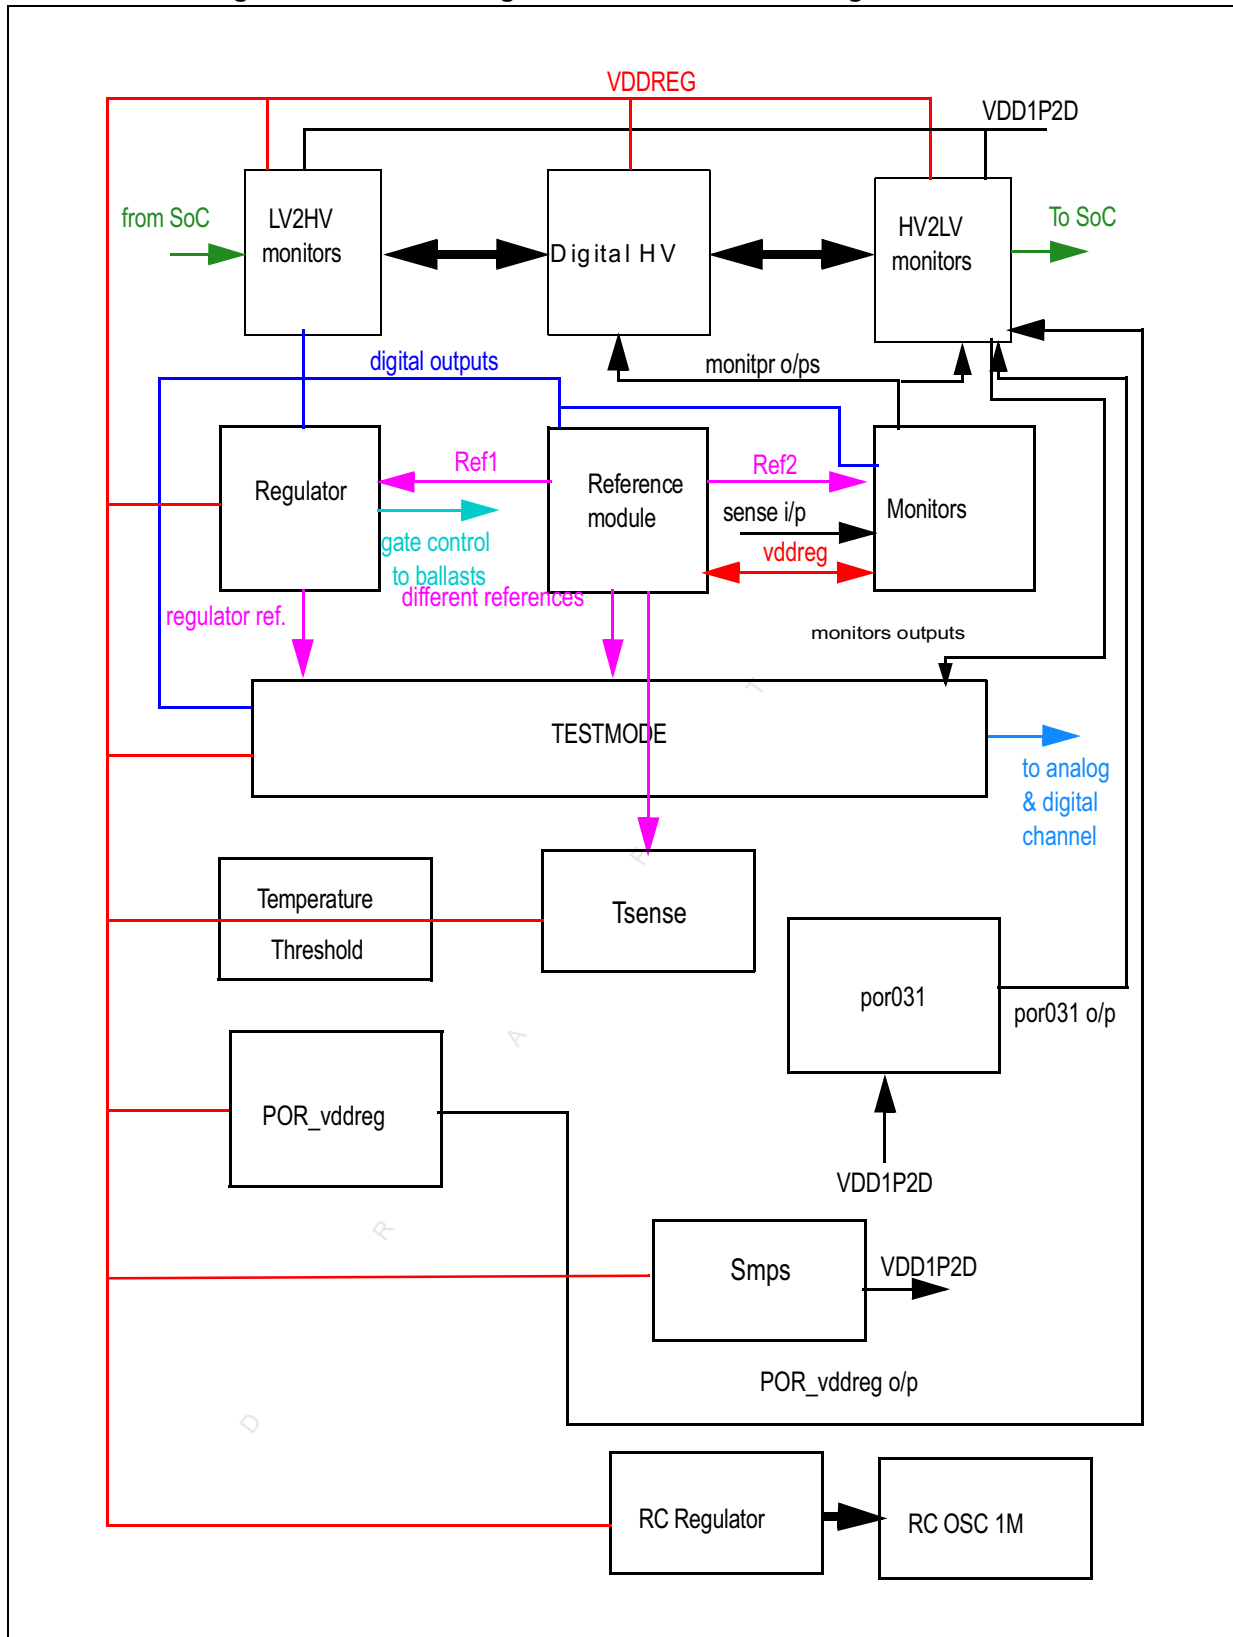 VDDREG
VDD1P2D
from SoC
LV2HV
monitors
Digital HV
HV2LV
monitors
To SoC
digital outputs
monitpr o/ps
Regulator
Ref1
Reference
module
Ref2
sense i/p
vddreg
Monitors
gate control
to ballasts
different references
regulator ref.
monitors outputs
TESTMODE
to analog
& digital
channel
Temperature
Threshold
Tsense
por031
por031 o/p
POR_vddreg
VDD1P2D
Smps
VDD1P2D
POR_vddreg o/p
RC Regulator
RC OSC 1M
D R A F T